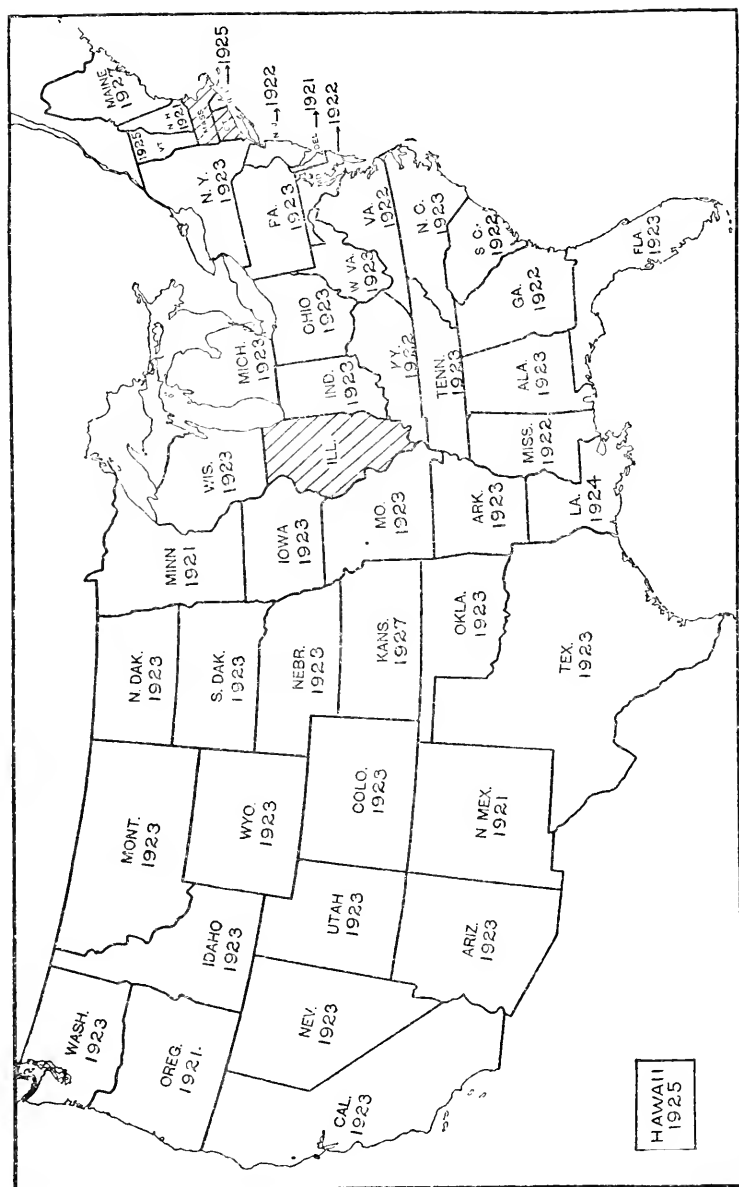 WASH.
1923
OREG.
1921.
CAL.
1923
NEV.
1923
IDAHO
1923
MONT.
1923
WYO.
1923
UTAH
1923
COLO.
1923
ARIZ.
1923
N MEX.
1921
N. DAK.
1923
S. DAK.
1923
NEBR.
1923
KANS.
1927
OKLA.
1923
TEX.
1923
MINN
1921
IOWA
1923
MO.
1923
ARK.
1923
LA.
1924
WIS.
1923
ILL.
MICH.
1923
IND.
1923
OHIO
1923
KY.
1922
TENN.
1923
MISS.
1922
ALA.
1923
GA.
1922
FLA
1923
S C.
1922
N.C.
1923
VA.
1922
W VA.
1923
PA.
1923
N.Y.
1923
1925
VT
N H
1921
MAINE
1927
MASS
→1925
N J→1922
DEL→1921
→1922
HAWAII
1925